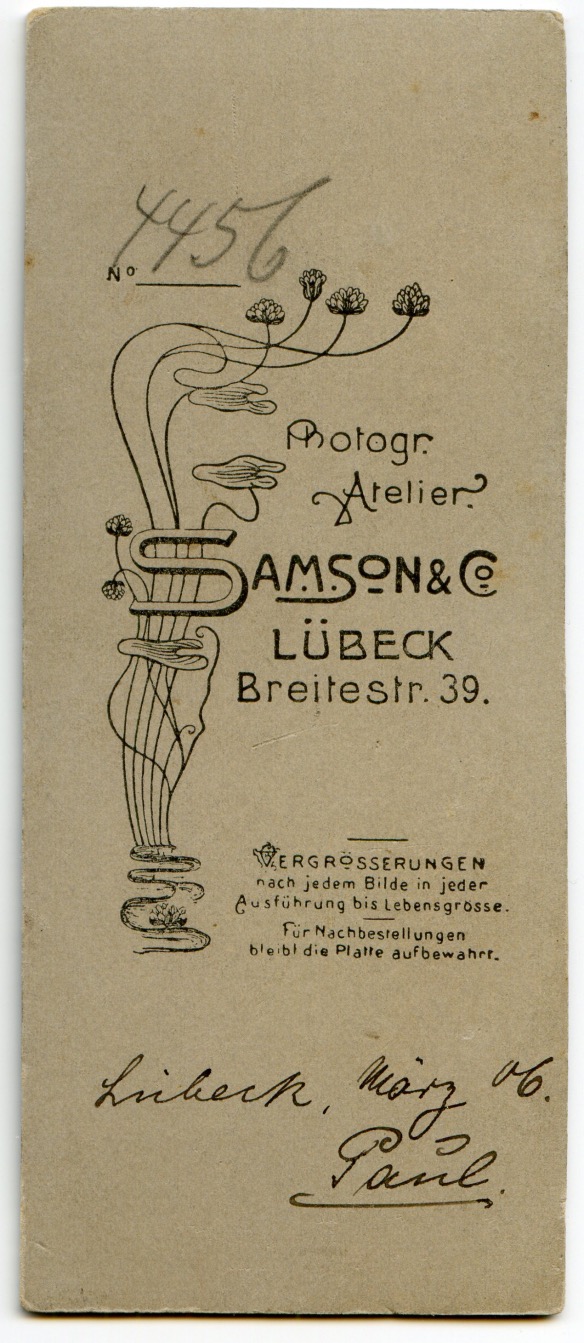 4456
No
Photogr.
Atelier.
SAMSON & Co
LÜBECK
Breitestr. 39.
VERGRÖSSERUNGEN
nach jedem Bilde in jeder
Ausführung bis Lebensgrösse.
Für Nachbestellungen
bleibt die Platte aufbewahrt.
Lübeck, März 06.
Paul.